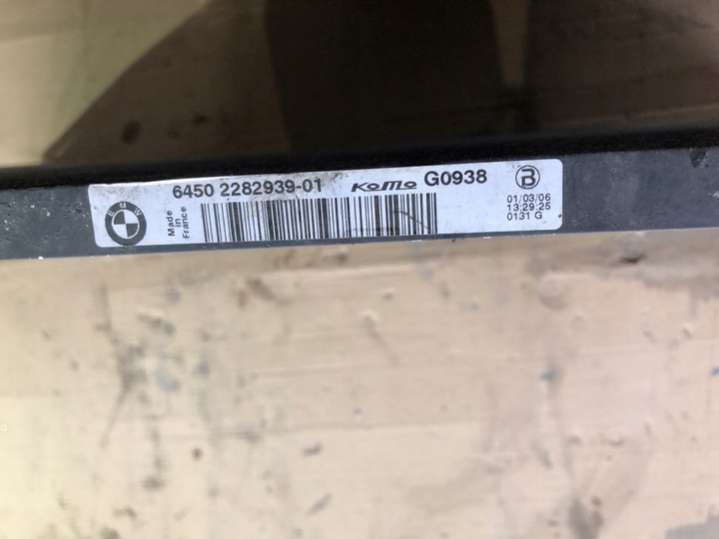 BMW
Made
in
France
6450 2282939-01 KoMo G0938
B
01/03/06
13:29:25
0131 G